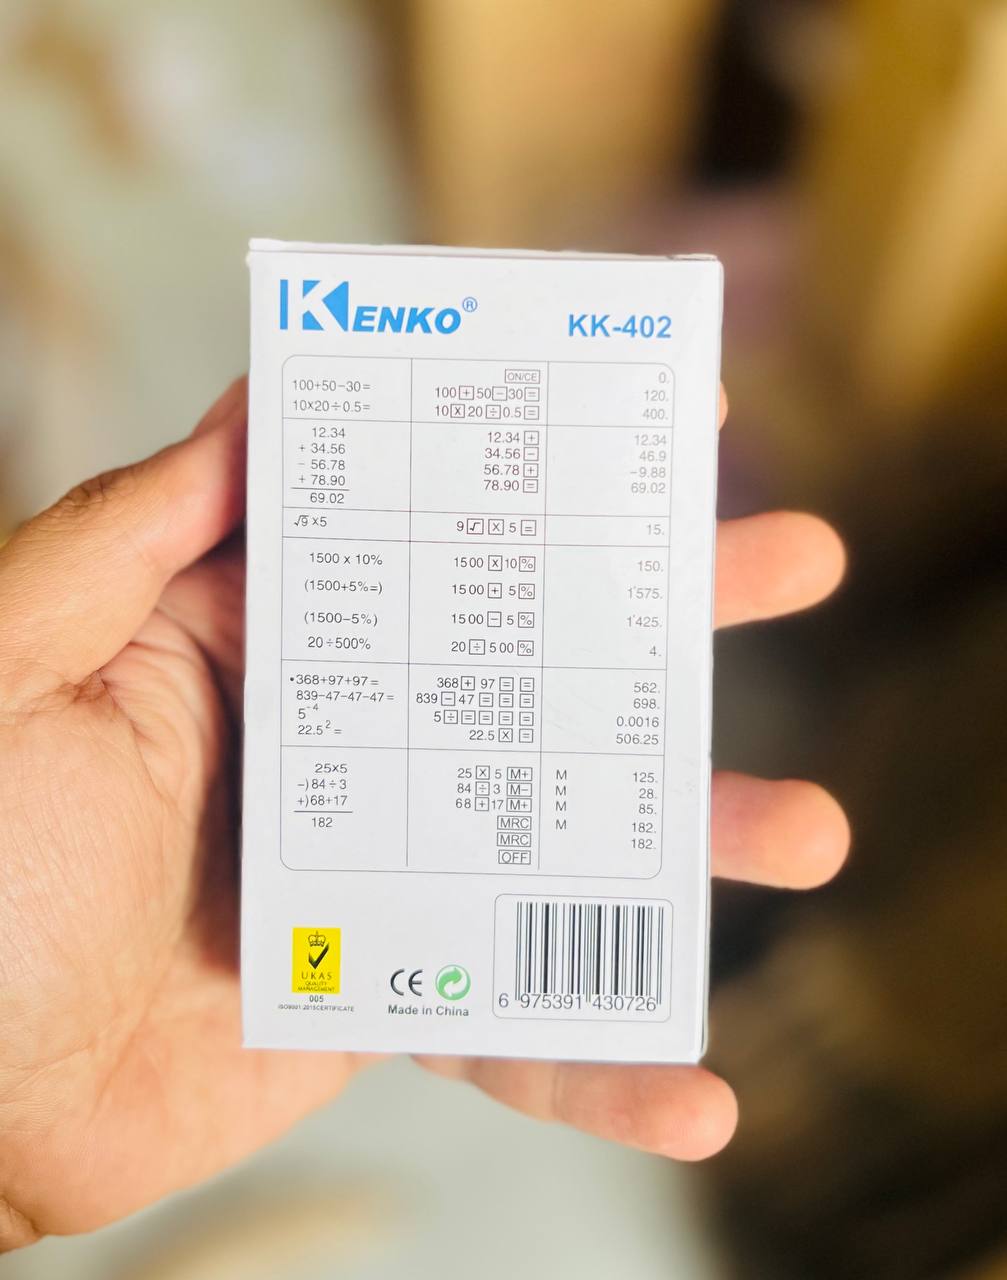 KENKO®
KK-402
ON/CE 0.
100+50−30= 100+50−30= 120.
10×20÷0.5= 10×20÷0.5= 400.
12.34 12.34+ 12.34
+ 34.56 34.56− 46.9
− 56.78 56.78+ −9.88
+ 78.90 78.90= 69.02
69.02
√9 ×5 9√ × 5 = 15.
1500 x 10% 1500 × 10% 150.
(1500+5%=) 1500 + 5% 1'575.
(1500−5%) 1500 − 5% 1'425.
20÷500% 20÷500% 4.
•368+97+97= 368+ 97 = = 562.
839−47−47−47= 839−47 = = = 698.
5⁻⁴ 5÷= = = = = 0.0016
22.5² = 22.5 × = 506.25
25×5 25 × 5 M+ M 125.
−)84÷3 84÷3 M− M 28.
+)68+17 68+17 M+ M 85.
182 MRC M 182.
MRC 182.
OFF
UKAS
QUALITY
MANAGEMENT
005
ISO9001:2015CERTIFICATE
CE
Made in China
6 975391 430726